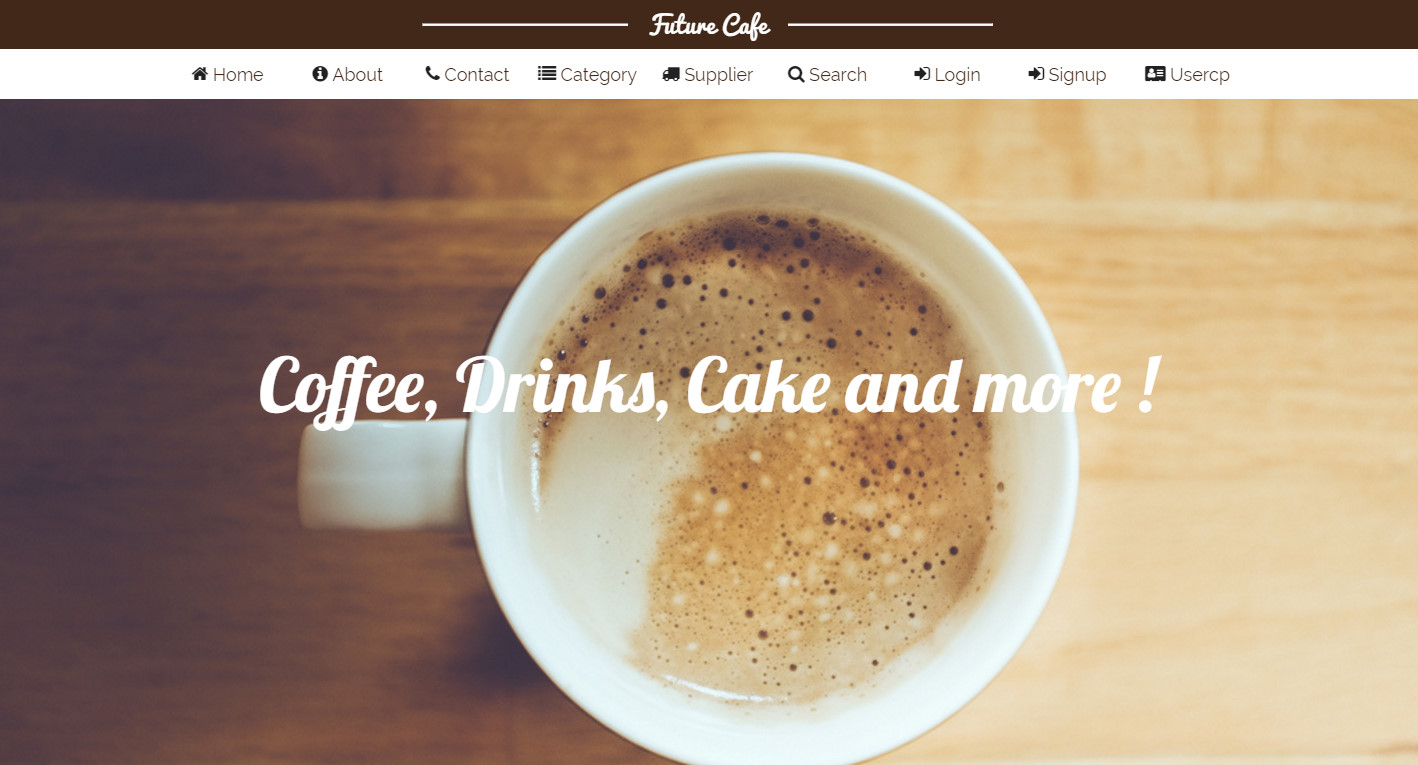 Future Cafe
Home About Contact Category Supplier Search Login Signup Usercp
Coffee, Drinks, Cake and more !